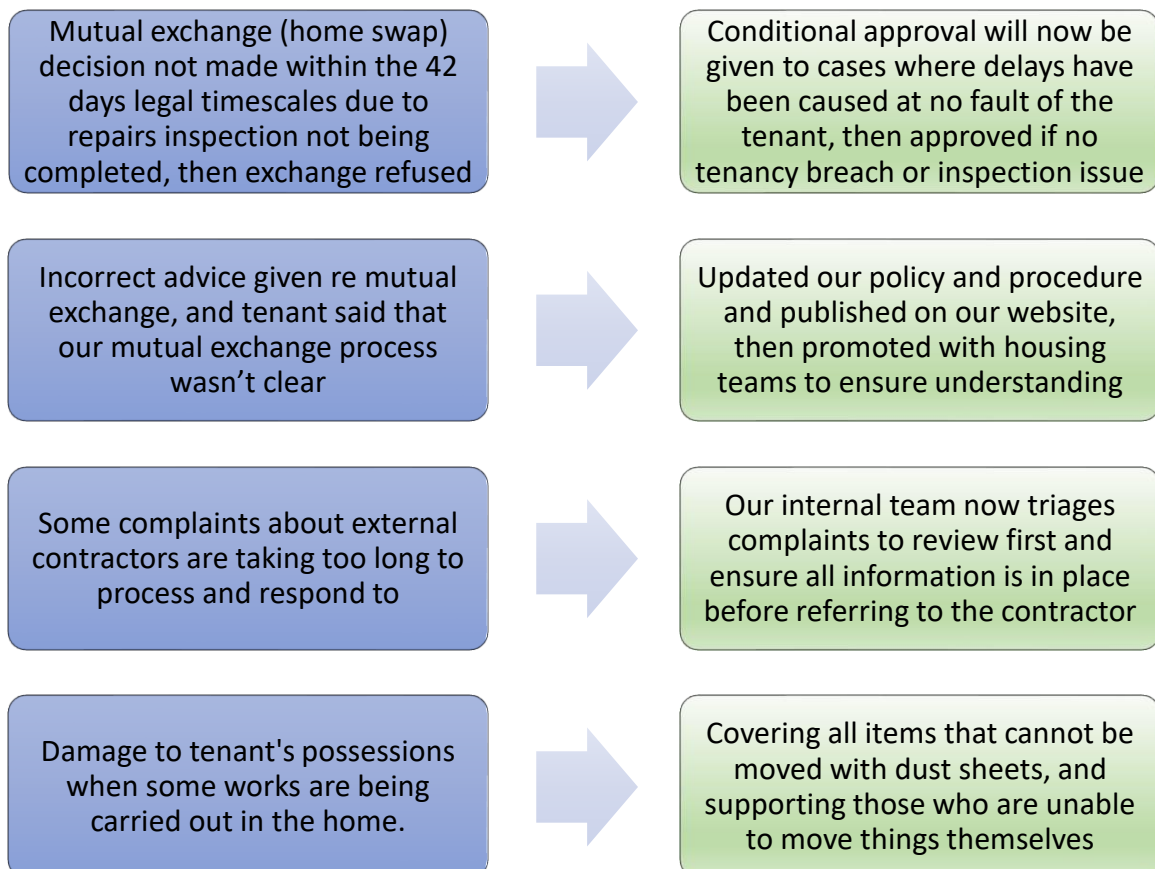 Mutual exchange (home swap)
decision not made within the 42
days legal timescales due to
repairs inspection not being
completed, then exchange refused
Conditional approval will now be
given to cases where delays have
been caused at no fault of the
tenant, then approved if no
tenancy breach or inspection issue
Incorrect advice given re mutual
exchange, and tenant said that
our mutual exchange process
wasn’t clear
Updated our policy and procedure
and published on our website,
then promoted with housing
teams to ensure understanding
Some complaints about external
contractors are taking too long to
process and respond to
Our internal team now triages
complaints to review first and
ensure all information is in place
before referring to the contractor
Damage to tenant's possessions
when some works are being
carried out in the home.
Covering all items that cannot be
moved with dust sheets, and
supporting those who are unable
to move things themselves